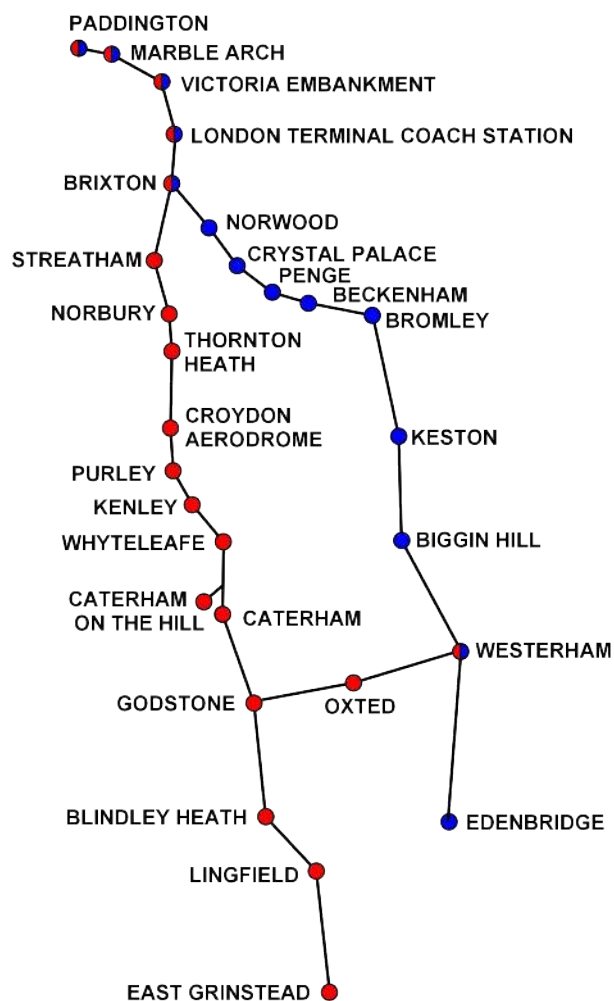 PADDINGTON
MARBLE ARCH
VICTORIA EMBANKMENT
LONDON TERMINAL COACH STATION
BRIXTON
NORWOOD
STREATHAM
CRYSTAL PALACE
PENGE
BECKENHAM
NORBURY
BROMLEY
THORNTON
HEATH
CROYDON
AERODROME
KESTON
PURLEY
KENLEY
WHYTELEAFE
BIGGIN HILL
CATERHAM
ON THE HILL
CATERHAM
WESTERHAM
GODSTONE
OXTED
BLINDLEY HEATH
EDENBRIDGE
LINGFIELD
EAST GRINSTEAD